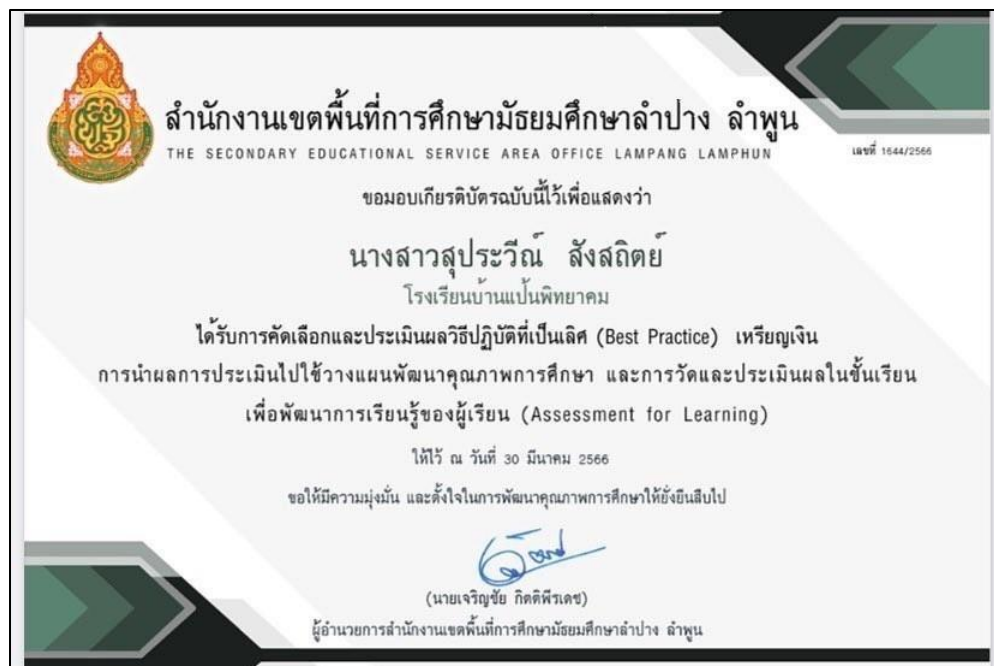 สำนักงานเขตพื้นที่การศึกษามัธยมศึกษาลำปาง ลำพูน
THE SECONDARY EDUCATIONAL SERVICE AREA OFFICE LAMPANG LAMPHUN
เลขที่ 1644/2566
ขอมอบเกียรติบัตรฉบับนี้ไว้เพื่อแสดงว่า
นางสาวสุประวีณ์ สังสถิตย์
โรงเรียนบ้านแป้นพิทยาคม
ได้รับการคัดเลือกและประเมินผลวิธีปฏิบัติที่เป็นเลิศ (Best Practice) เหรียญเงิน
การนำผลการประเมินไปใช้วางแผนพัฒนาคุณภาพการศึกษา และการวัดและประเมินผลในชั้นเรียน
เพื่อพัฒนาการเรียนรู้ของผู้เรียน (Assessment for Learning)
ให้ไว้ ณ วันที่ 30 มีนาคม 2566
ขอให้มีความมุ่งมั่น และตั้งใจในการพัฒนาคุณภาพการศึกษาให้ยั่งยืนสืบไป
(นายเจริญชัย กิตติพีรเดช)
ผู้อำนวยการสำนักงานเขตพื้นที่การศึกษามัธยมศึกษาลำปาง ลำพูน